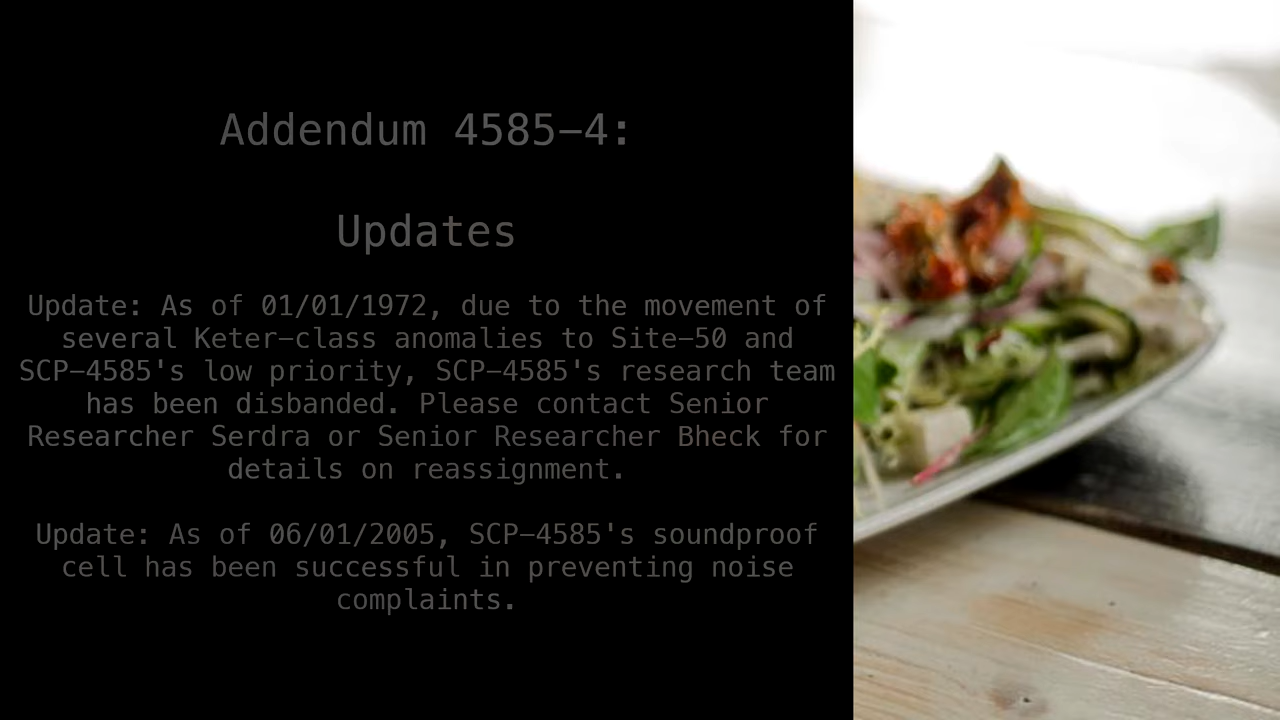 Addendum 4585–4:
Updates
Update: As of 01/01/1972, due to the movement of
several Keter–class anomalies to Site–50 and
SCP–4585's low priority, SCP–4585's research team
has been disbanded. Please contact Senior
Researcher Serdra or Senior Researcher Bheck for
details on reassignment.
Update: As of 06/01/2005, SCP–4585's soundproof
cell has been successful in preventing noise
complaints.